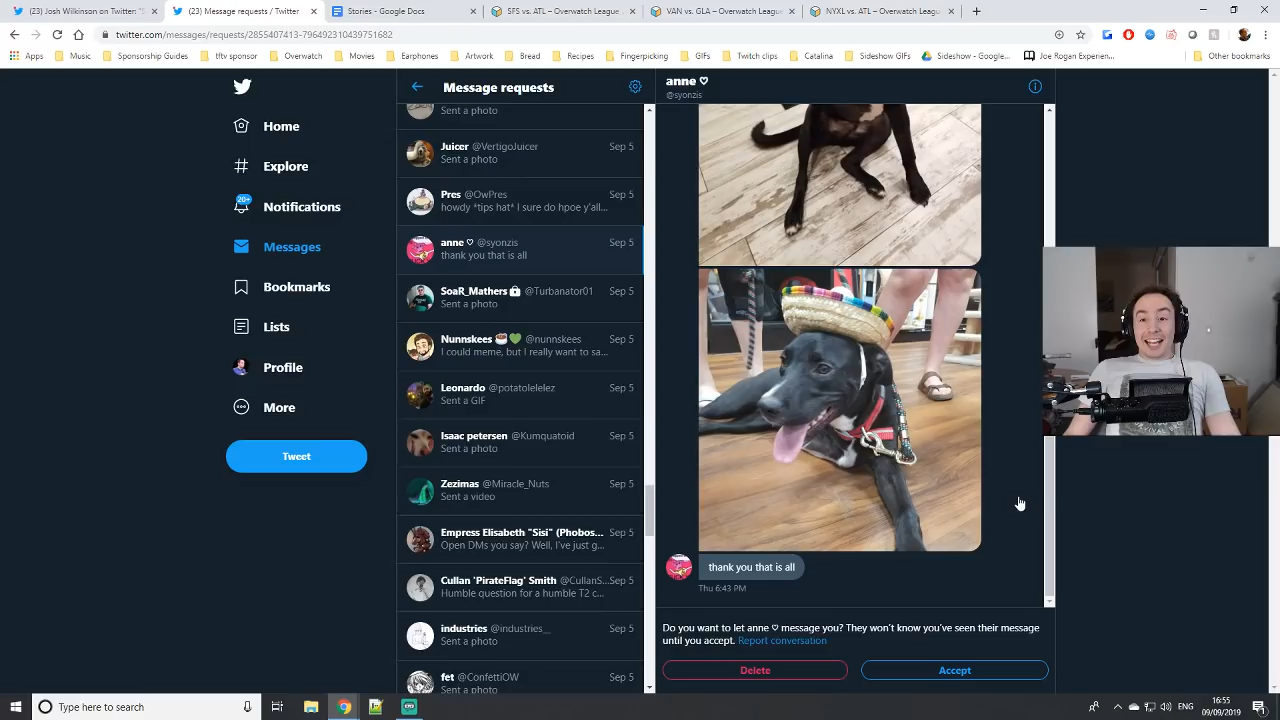 (23) Josh Wilkinson on Twitter: "
(23) Message requests / Twitter
Stories - Google Docs
SFS vs. ATL – Overwatch League
VAN vs. GLA – Overwatch League
NYXL vs. ATL – Overwatch Leagu
twitter.com/messages/requests/2855407413-796492310439751682
Apps
Music
Sponsorship Guides
tftv sponsor
Overwatch
Movies
Earphones
Artwork
Bread
Recipes
Fingerpicking
GIFs
Twitch clips
Catalina
Sideshow GIFs
Sideshow - Google...
Joe Rogan Experien...
Other bookmarks
Home
Explore
20+
Notifications
Messages
Bookmarks
Lists
Profile
More
Tweet
Message requests
Sent a photo
Juicer @VertigoJuicer Sep 5
Sent a photo
Pres @OwPres Sep 5
howdy *tips hat* I sure do hpoe y'all...
anne ♡ @syonzis Sep 5
thank you that is all
SoaR_Mathers @Turbanator01 Sep 5
Sent a photo
Nunnskees @nunnskees Sep 5
I could meme, but I really want to sa...
Leonardo @potatolelelez Sep 5
Sent a GIF
Isaac petersen @Kumquatoid Sep 5
Sent a photo
Zezimas @Miracle_Nuts Sep 5
Sent a video
Empress Elisabeth "Sisi" (Phobos... Sep 5
Open DMs you say? Well, I've just g...
Cullan 'PirateFlag' Smith @CullanS... Sep 5
Humble question for a humble T2 c...
industries @industries_ Sep 5
Sent a photo
fet @ConfettiOW Sep 5
Sent a photo
anne ♡
@syonzis
thank you that is all
Thu 6:43 PM
Do you want to let anne ♡ message you? They won't know you've seen their message
until you accept. Report conversation
Delete
Accept
Type here to search
ENG
16:55
09/09/2019